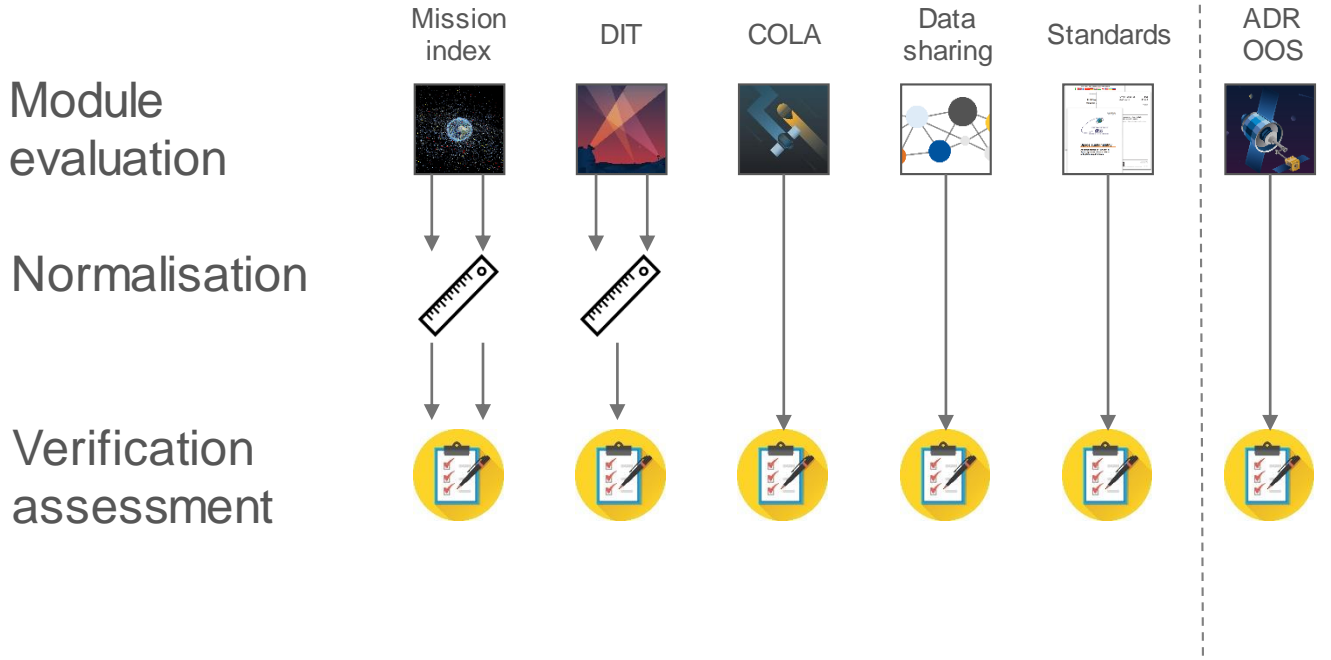 Mission
index
DIT
COLA
Data
sharing
Standards
ADR
OOS
Module
evaluation
Normalisation
Verification
assessment